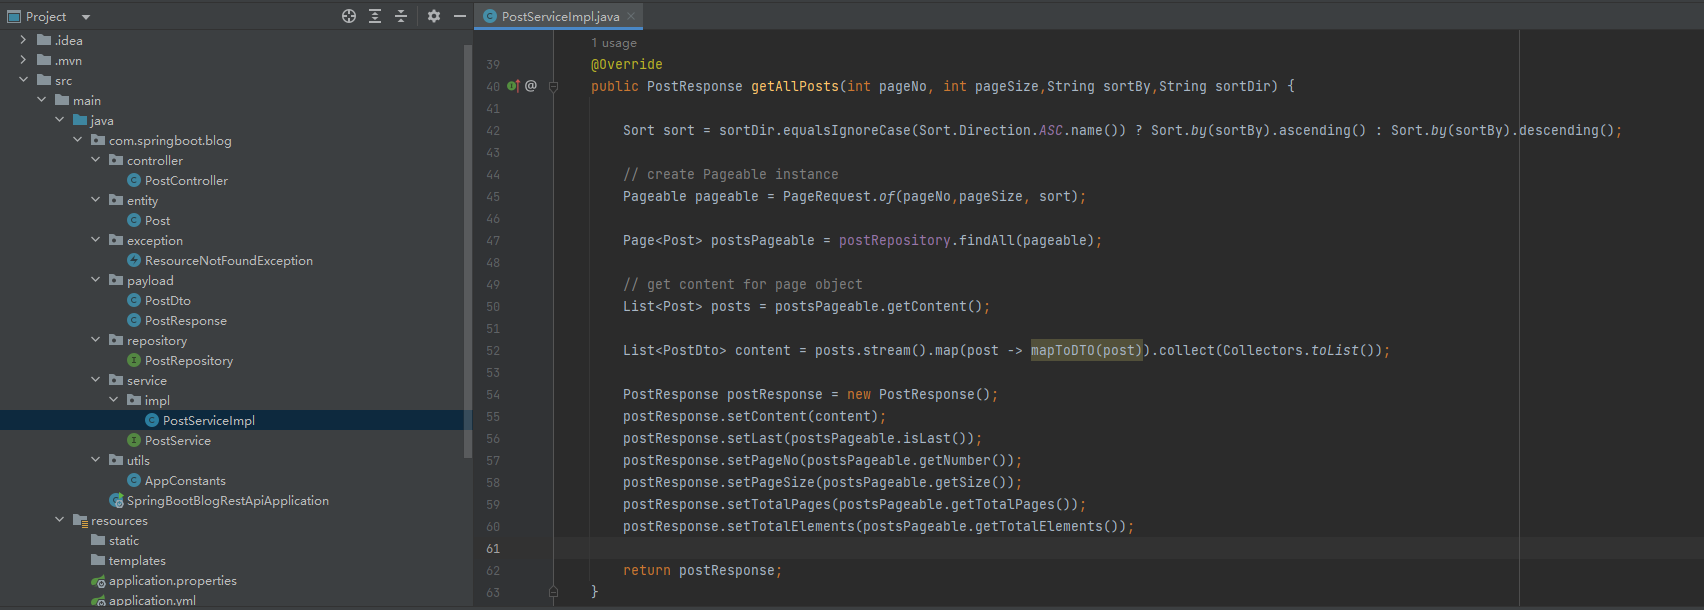 Project
.idea
.mvn
src
main
java
com.springboot.blog
controller
PostController
entity
Post
exception
ResourceNotFoundException
payload
PostDto
PostResponse
repository
PostRepository
service
impl
PostServiceImpl
PostService
utils
AppConstants
SpringBootBlogRestApiApplication
resources
static
templates
application.properties
application.yml
PostServiceImpl.java
1 usage
39 @Override
40 @ public PostResponse getAllPosts(int pageNo, int pageSize,String sortBy,String sortDir) {
41
42 Sort sort = sortDir.equalsIgnoreCase(Sort.Direction.ASC.name()) ? Sort.by(sortBy).ascending() : Sort.by(sortBy).descending();
43
44 // create Pageable instance
45 Pageable pageable = PageRequest.of(pageNo,pageSize, sort);
46
47 Page<Post> postsPageable = postRepository.findAll(pageable);
48
49 // get content for page object
50 List<Post> posts = postsPageable.getContent();
51
52 List<PostDto> content = posts.stream().map(post -> mapToDTO(post)).collect(Collectors.toList());
53
54 PostResponse postResponse = new PostResponse();
55 postResponse.setContent(content);
56 postResponse.setLast(postsPageable.isLast());
57 postResponse.setPageNo(postsPageable.getNumber());
58 postResponse.setPageSize(postsPageable.getSize());
59 postResponse.setTotalPages(postsPageable.getTotalPages());
60 postResponse.setTotalElements(postsPageable.getTotalElements());
61
62 return postResponse;
63 }